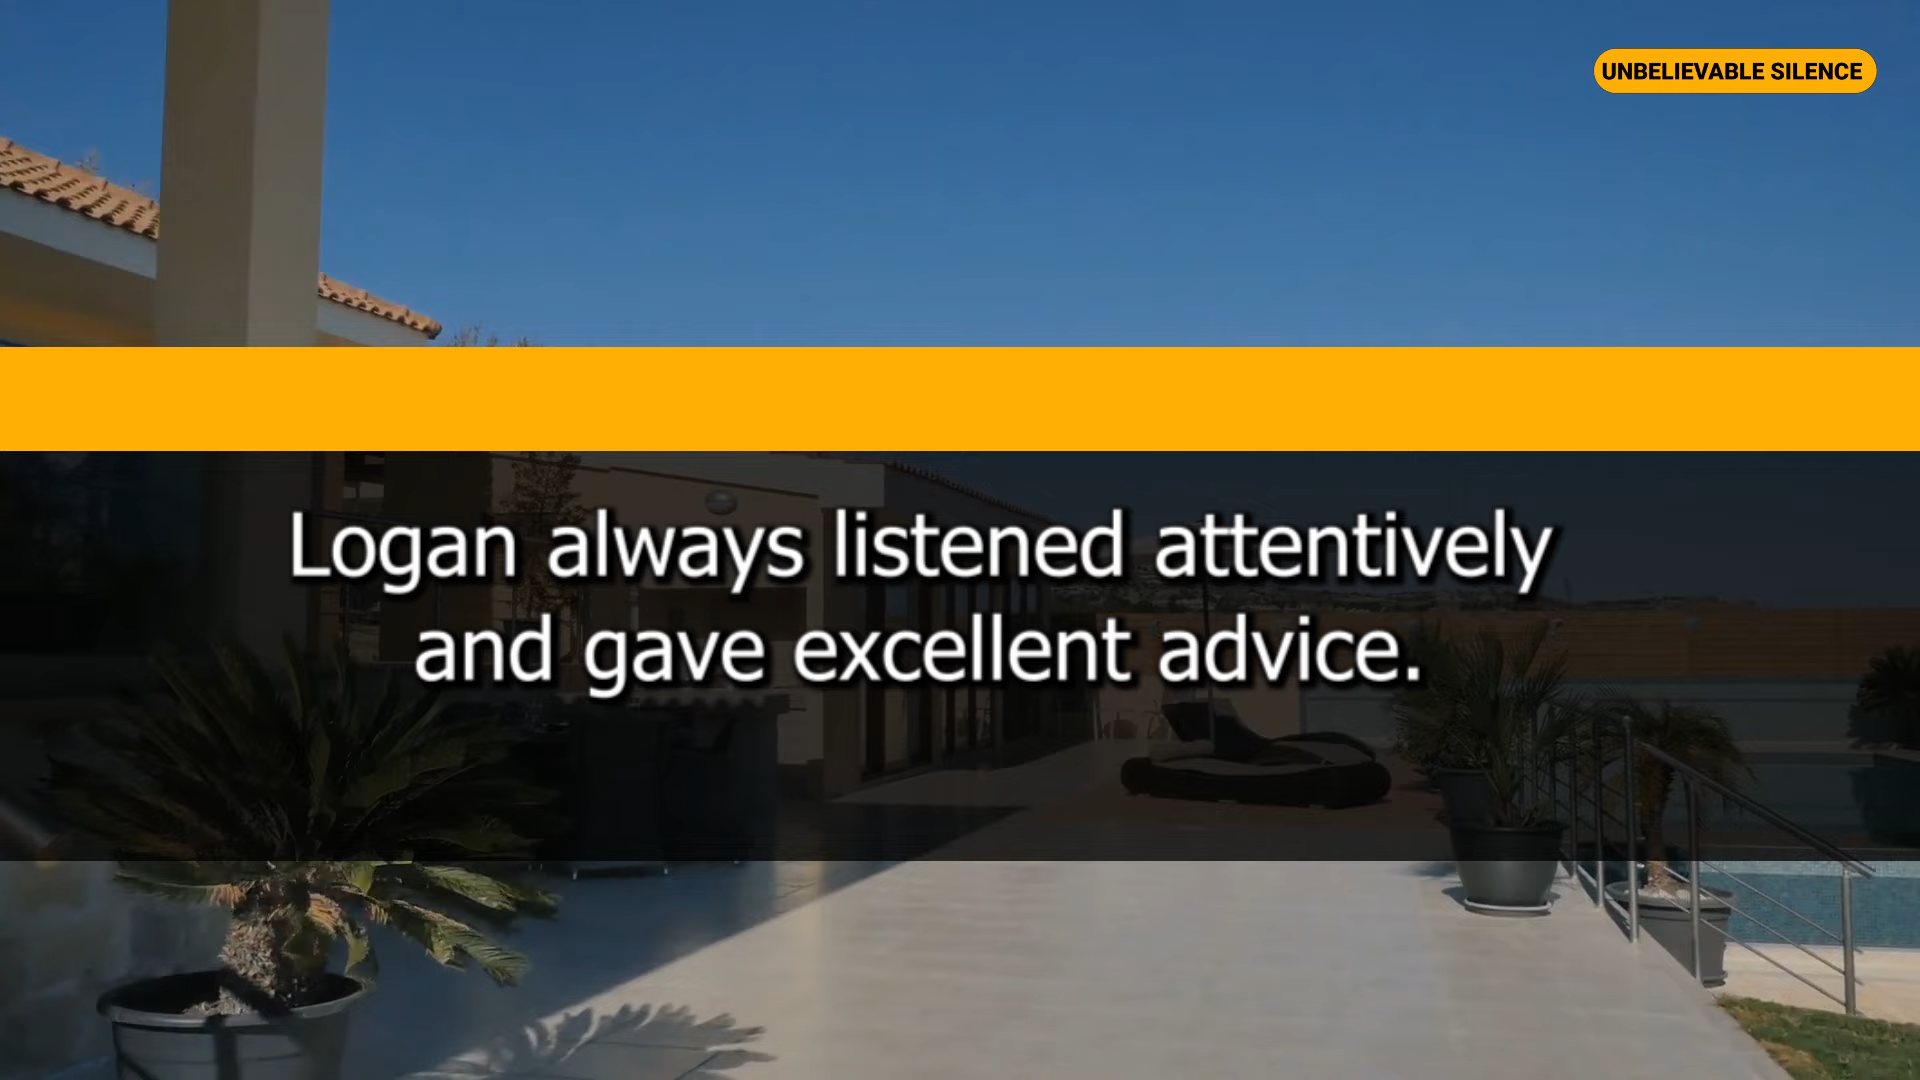 UNBELIEVABLE SILENCE
Logan always listened attentively
and gave excellent advice.